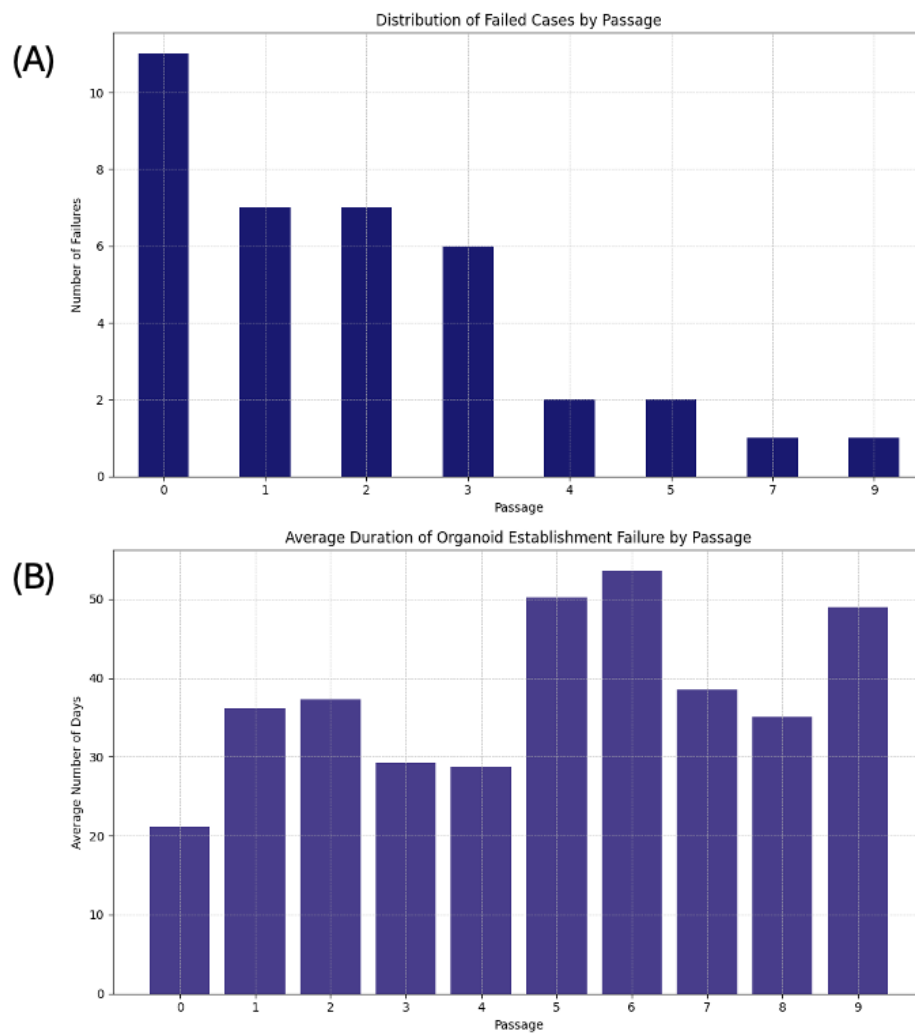 (A)
Distribution of Failed Cases by Passage
Number of Failures
10
8
6
4
2
0
0 1 2 3 4 5 7 9
Passage
(B)
Average Duration of Organoid Establishment Failure by Passage
Average Number of Days
50
40
30
20
10
0
0 1 2 3 4 5 6 7 8 9
Passage